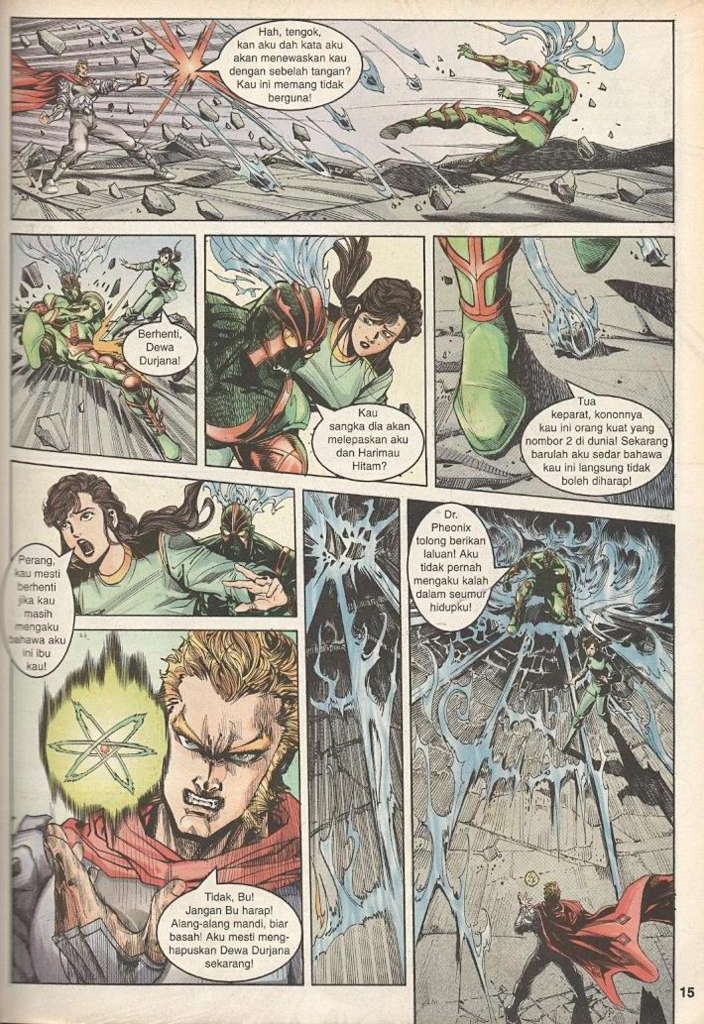 Hah, tengok,
kan aku dah kata aku
akan menewaskan kau
dengan sebelah tangan?
Kau ini memang tidak
berguna!
Berhenti,
Dewa
Durjana!
Kau
sangka dia akan
melepaskan aku
dan Harimau
Hitam?
Tua
keparat, kononnya
kau ini orang kuat yang
nombor 2 di dunia! Sekarang
barulah aku sedar bahawa
kau ini langsung tidak
boleh diharap!
Perang,
kau mesti
berhenti
jika kau
masih
mengaku
bahawa aku
ini ibu
kau!
Dr.
Pheonix
tolong berikan
laluan! Aku
tidak pernah
mengaku kalah
dalam seumur
hidupku!
Tidak, Bu!
Jangan Bu harap!
Alang-alang mandi, biar
basah! Aku mesti meng-
hapuskan Dewa Durjana
sekarang!
15